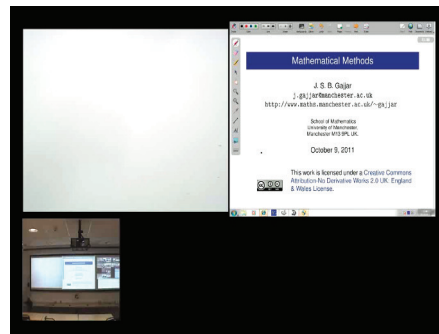 Mathematical Methods
J. S. B. Gajjar
j.gajjar@manchester.ac.uk
http://www.maths.manchester.ac.uk/~gajjar
School of Mathematics
University of Manchester,
Manchester M13 9PL UK.
October 9, 2011
This work is licensed under a Creative Commons
Attribution-No Derivative Works 2.0 UK: England
& Wales License.